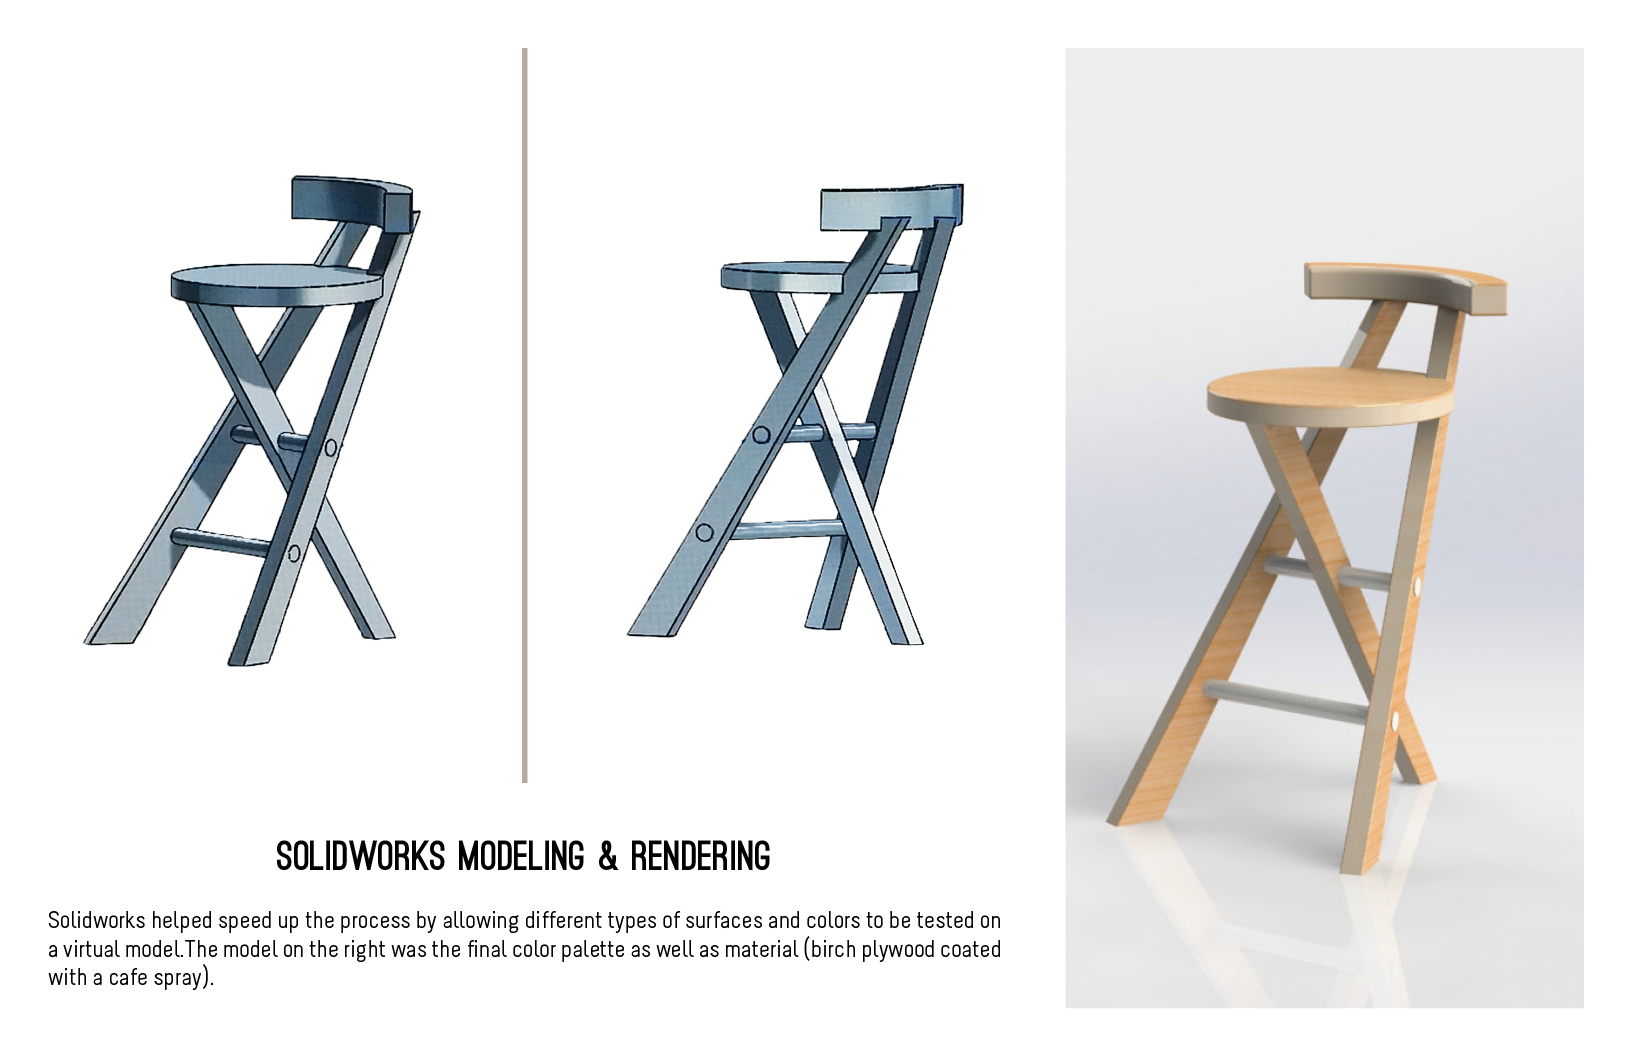 SOLIDWORKS MODELING & RENDERING
Solidworks helped speed up the process by allowing different types of surfaces and colors to be tested on
a virtual model.The model on the right was the final color palette as well as material (birch plywood coated
with a cafe spray).